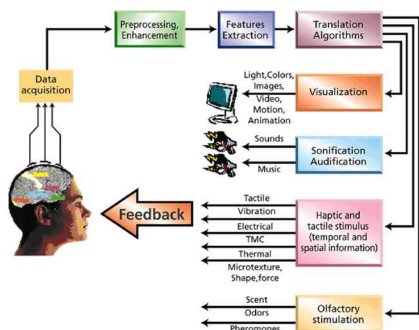 Preprocessing,
Enhancement
Features
Extraction
Translation
Algorithms
Data
acquisition
Light,Colors,
Images,
Video,
Motion,
Animation
Visualization
Sounds
Music
Sonification
Audification
Feedback
Tactile
Vibration
Electrical
TMC
Thermal
Microtexture,
Shape,force
Haptic and
tactile stimulus
(temporal and
spatial information)
Scent
Odors
Pheromones
Olfactory
stimulation